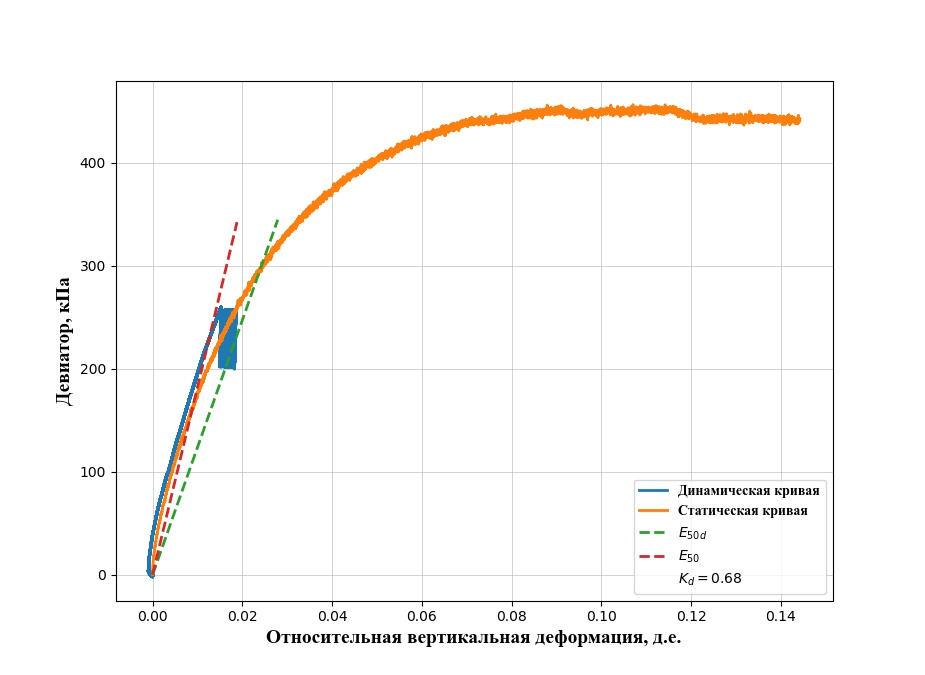 400
300
200
100
0
Девиатор, кПа
0.00 0.02 0.04 0.06 0.08 0.10 0.12 0.14
Относительная вертикальная деформация, д.е.
Динамическая кривая
Статическая кривая
E50d
E50
Kd = 0.68